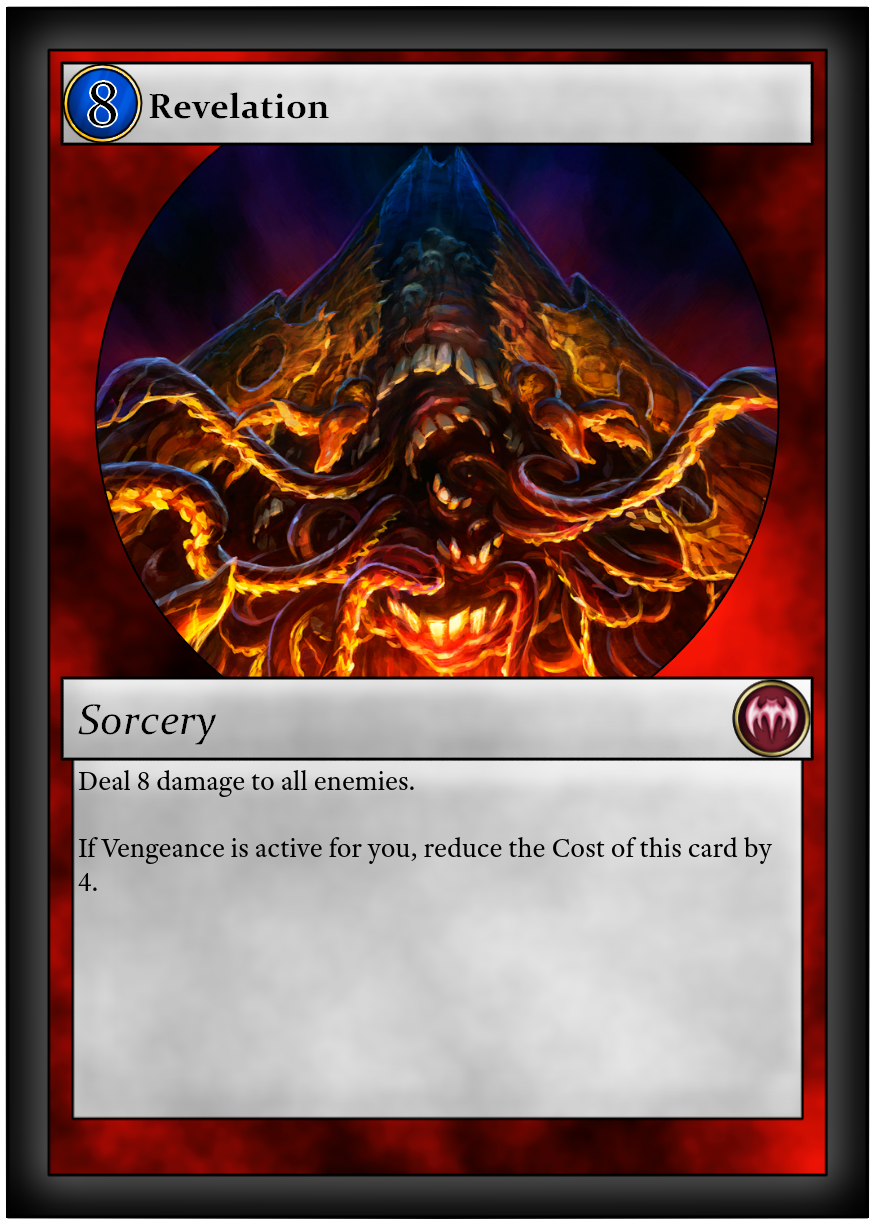 8 Revelation
Sorcery
Deal 8 damage to all enemies.
If Vengeance is active for you, reduce the Cost of this card by
4.